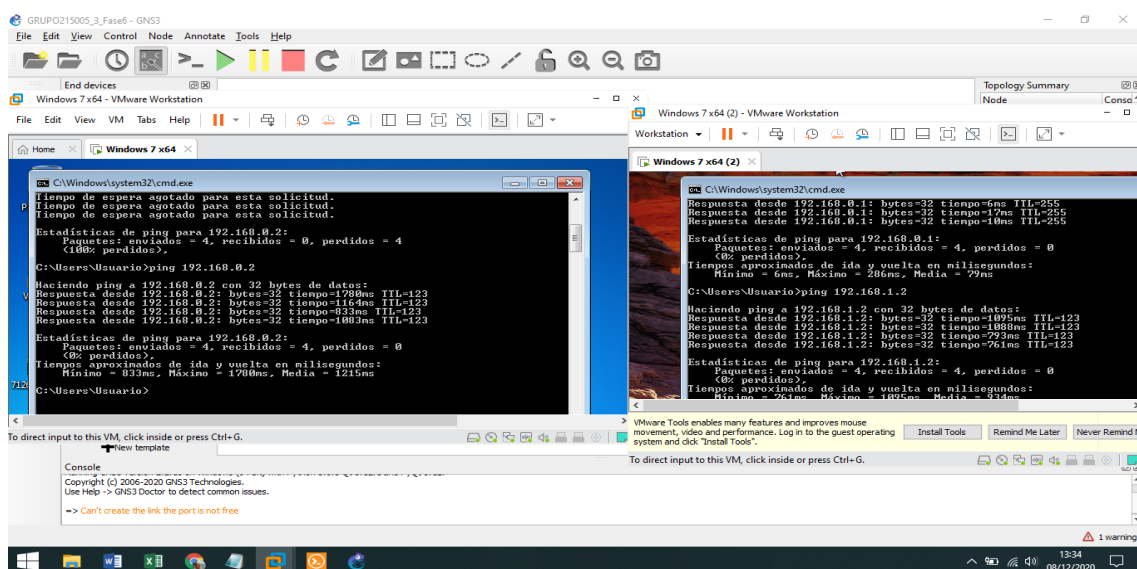 GRUPO215005_3_Fase6 - GNS3
File Edit View Control Node Annotate Tools Help
End devices
Topology Summary
Node
Windows 7 x64 - VMware Workstation
File Edit View VM Tabs Help
Home
Windows 7 x64
C:\Windows\system32\cmd.exe
Tiempo de espera agotado para esta solicitud.
Tiempo de espera agotado para esta solicitud.
Tiempo de espera agotado para esta solicitud.
Estadísticas de ping para 192.168.0.2:
Paquetes: enviados = 4, recibidos = 0, perdidos = 4
(100% perdidos),
C:\Users\Usuario>ping 192.168.0.2
Haciendo ping a 192.168.0.2 con 32 bytes de datos:
Respuesta desde 192.168.0.2: bytes=32 tiempo=1780ms TTL=123
Respuesta desde 192.168.0.2: bytes=32 tiempo=1164ms TTL=123
Respuesta desde 192.168.0.2: bytes=32 tiempo=833ms TTL=123
Respuesta desde 192.168.0.2: bytes=32 tiempo=1083ms TTL=123
Estadísticas de ping para 192.168.0.2:
Paquetes: enviados = 4, recibidos = 4, perdidos = 0
(0% perdidos),
Tiempos aproximados de ida y vuelta en milisegundos:
Mínimo = 833ms, Máximo = 1780ms, Media = 1215ms
C:\Users\Usuario>
To direct input to this VM, click inside or press Ctrl+G.
Windows 7 x64 (2) - VMware Workstation
Workstation
Windows 7 x64 (2)
C:\Windows\system32\cmd.exe
Respuesta desde 192.168.0.1: bytes=32 tiempo=6ms TTL=255
Respuesta desde 192.168.0.1: bytes=32 tiempo=17ms TTL=255
Respuesta desde 192.168.0.1: bytes=32 tiempo=10ms TTL=255
Estadísticas de ping para 192.168.0.1:
Paquetes: enviados = 4, recibidos = 4, perdidos = 0
(0% perdidos),
Tiempos aproximados de ida y vuelta en milisegundos:
Mínimo = 6ms, Máximo = 286ms, Media = 79ms
C:\Users\Usuario>ping 192.168.1.2
Haciendo ping a 192.168.1.2 con 32 bytes de datos:
Respuesta desde 192.168.1.2: bytes=32 tiempo=1095ms TTL=123
Respuesta desde 192.168.1.2: bytes=32 tiempo=1088ms TTL=123
Respuesta desde 192.168.1.2: bytes=32 tiempo=793ms TTL=123
Respuesta desde 192.168.1.2: bytes=32 tiempo=761ms TTL=123
Estadísticas de ping para 192.168.1.2:
Paquetes: enviados = 4, recibidos = 4, perdidos = 0
(0% perdidos),
Tiempos aproximados de ida y vuelta en milisegundos:
Mínimo = 761ms, Máximo = 1095ms, Media = 934ms
VMware Tools enables many features and improves mouse
movement, video and performance. Log in to the guest operating
system and click "Install Tools".
Install Tools
Remind Me Later
Never Remind
To direct input to this VM, click inside or press Ctrl+G.
New template
Console
Copyright (c) 2006-2020 GNS3 Technologies.
Use Help -> GNS3 Doctor to detect common issues.
=> Can't create the link the port is not free
1 warning
13:34
08/12/2020